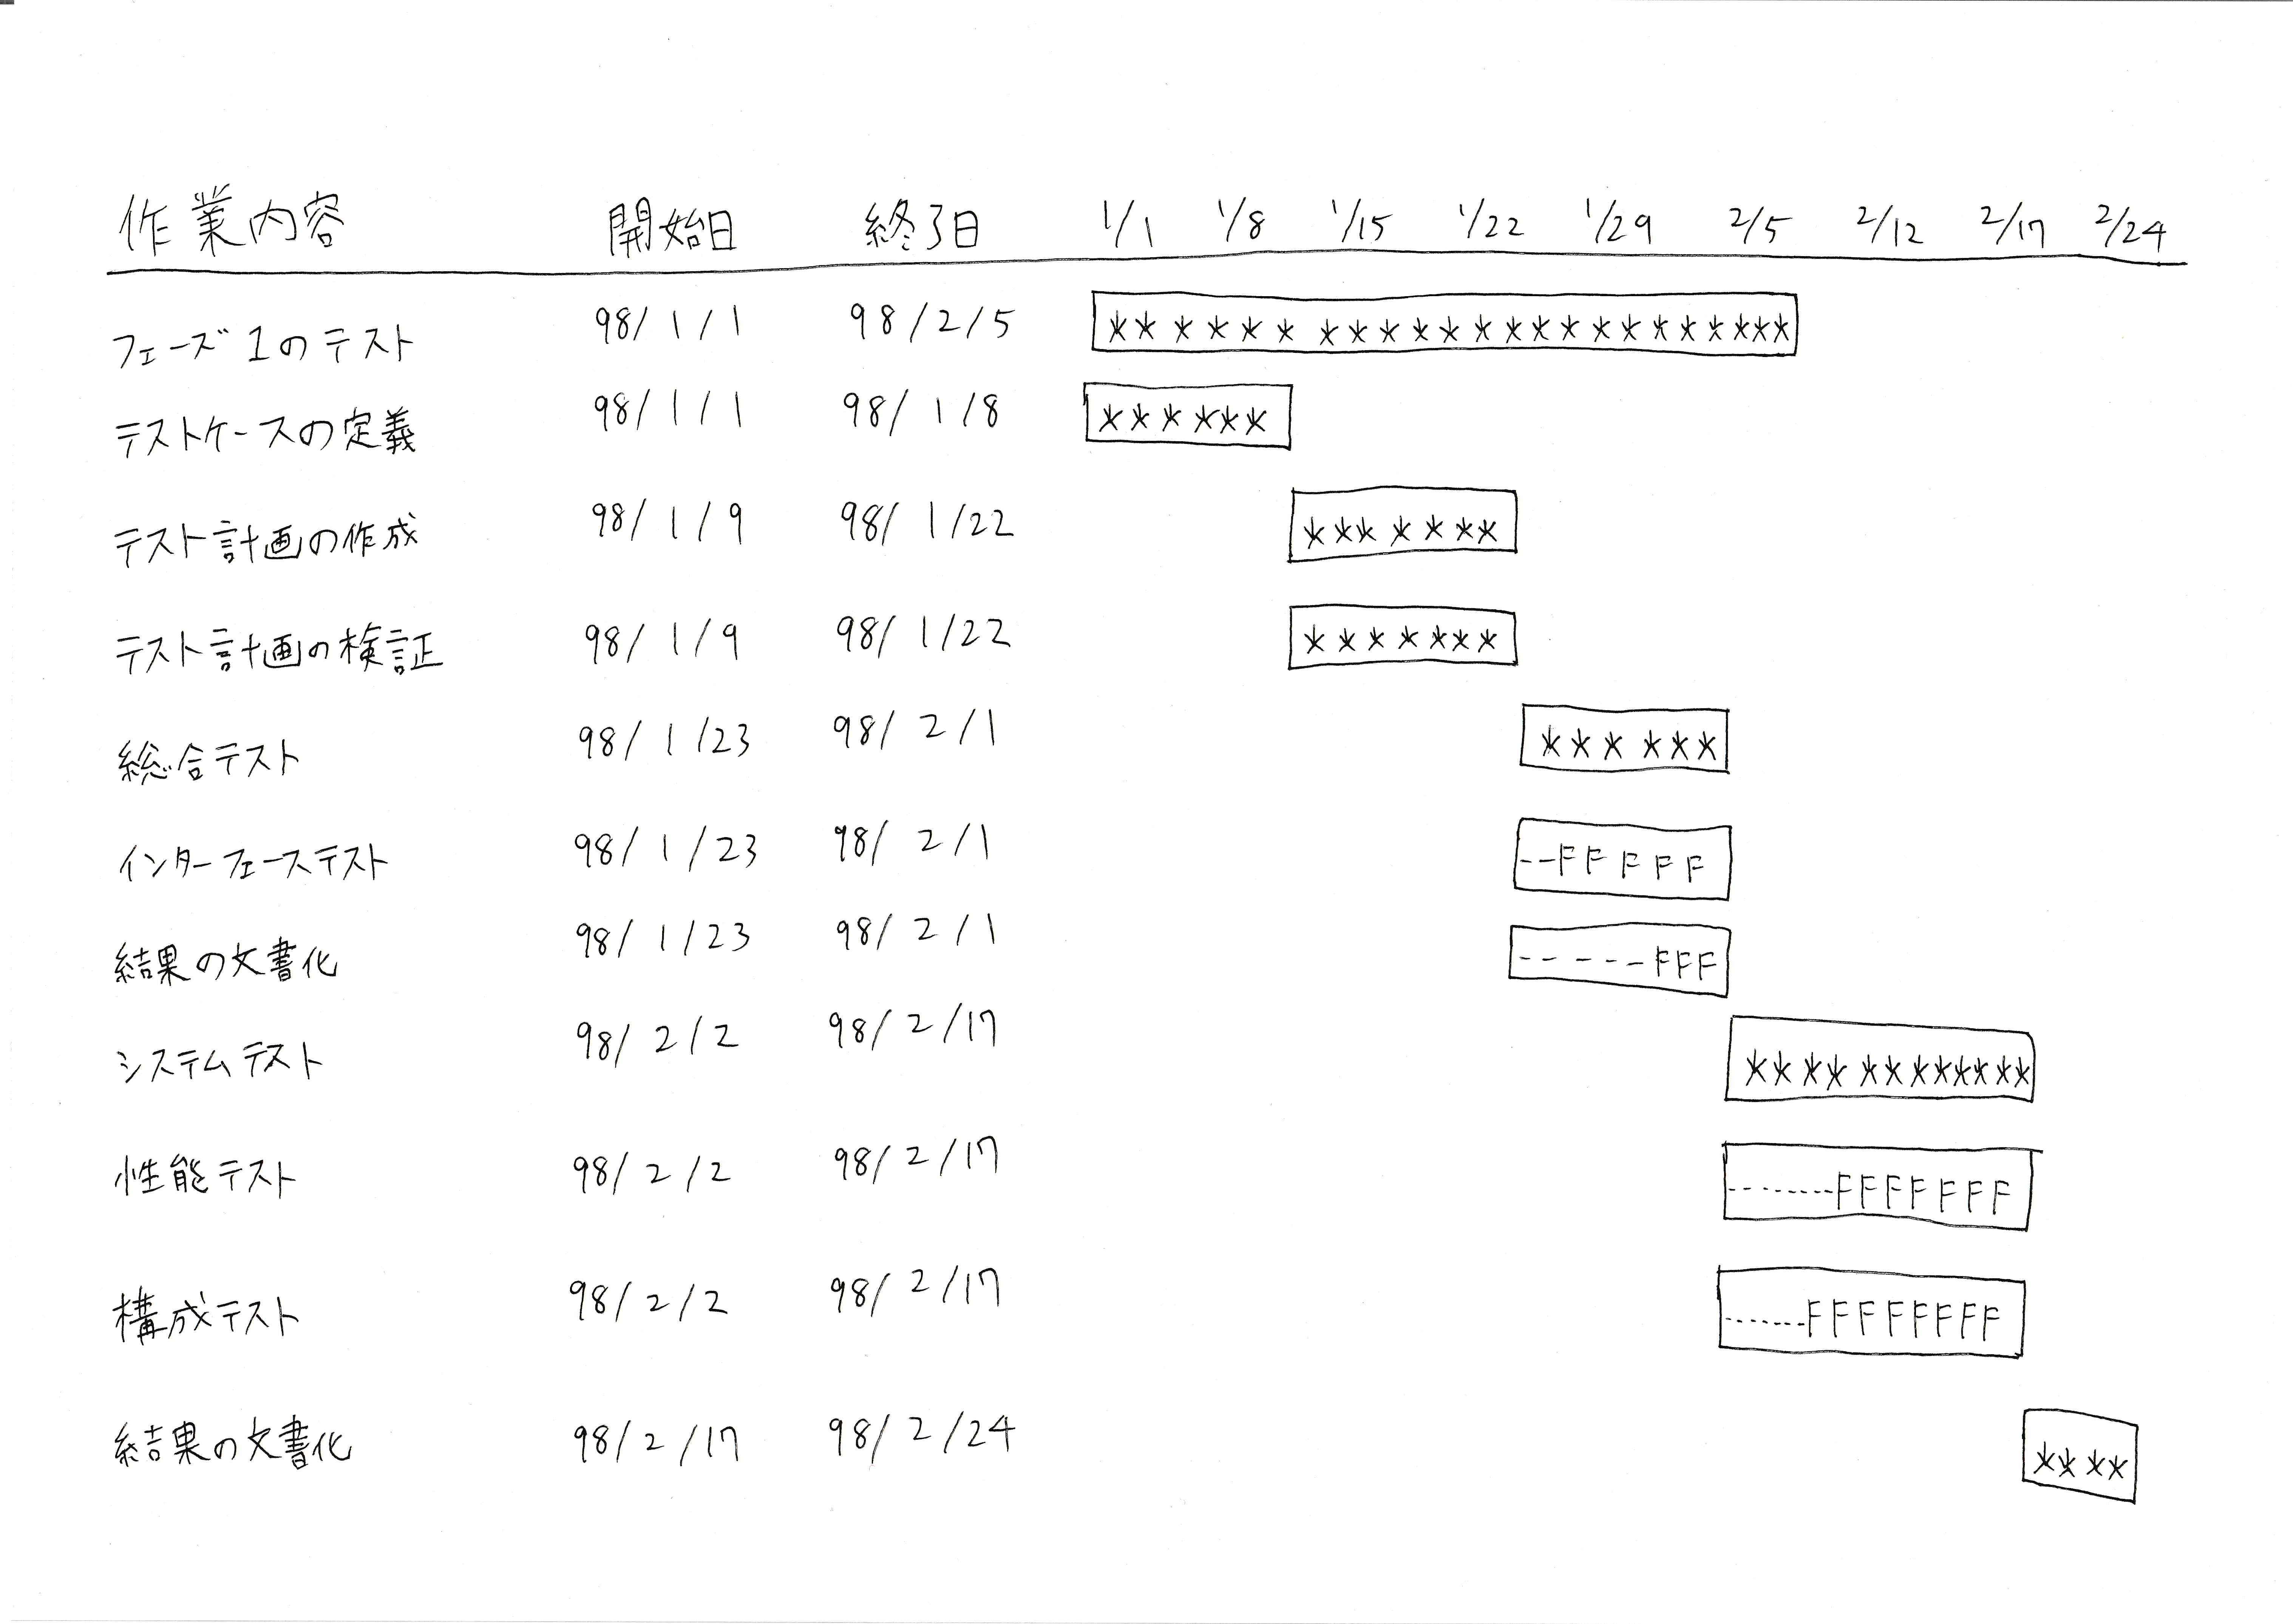 作業内容 開始日 終了日 1/1 1/8 1/15 1/22 1/29 2/5 2/12 2/17 2/24
フェーズ1のテスト 98/1/1 98/2/5 **********************
テストケースの定義 98/1/1 98/1/8 ******
テスト計画の作成 98/1/9 98/1/22 *******
テスト計画の検証 98/1/9 98/1/22 *******
総合テスト 98/1/23 98/2/1 ******
インターフェーステスト 98/1/23 98/2/1 --FFFFF
結果の文書化 98/1/23 98/2/1 -----FFF
システムテスト 98/2/2 98/2/17 ***********
性能テスト 98/2/2 98/2/17 --------FFFFFFF
構成テスト 98/2/2 98/2/17 -------FFFFFFFF
結果の文書化 98/2/17 98/2/24 ****